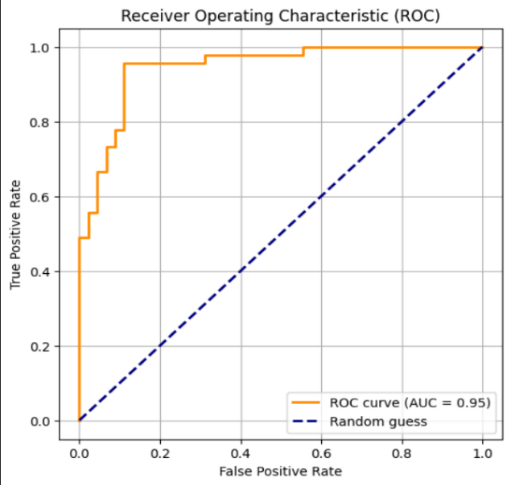 Receiver Operating Characteristic (ROC)
1.0
0.8
0.6
0.4
0.2
0.0
True Positive Rate
ROC curve (AUC = 0.95)
Random guess
0.0 0.2 0.4 0.6 0.8 1.0
False Positive Rate